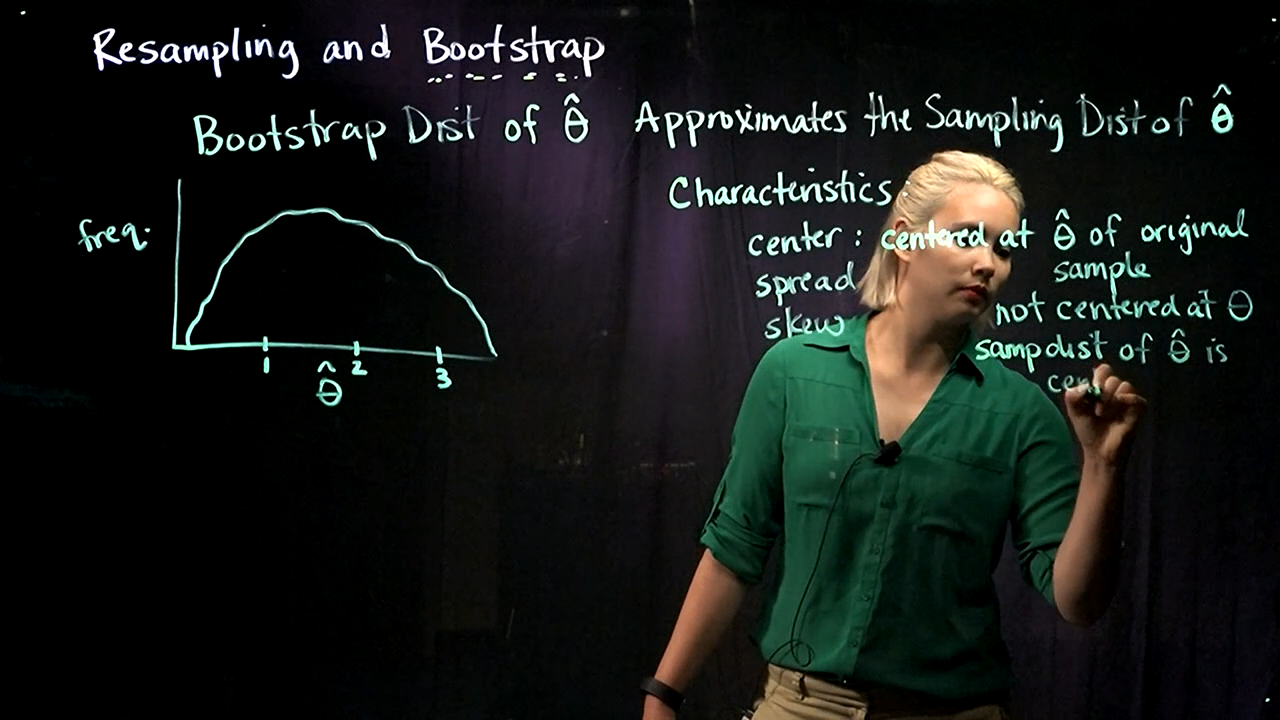 Resampling and Bootstrap
Bootstrap Dist of θ̂ Approximates the Sampling Dist of θ̂
Characteristics
freq.
center : centered at θ̂ of original
spread sample
skew not centered at θ
samp dist of θ̂ is
cen
1 2 3
θ̂